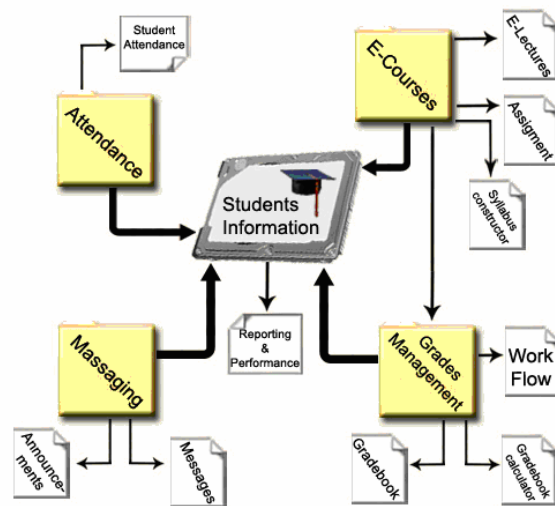 Student
Attendance
Attendance
E-Courses
E-Lectures
Assigment
Syllabus
constructor
Students
Information
Reporting
&
Performance
Massaging
Announce-
ments
Messages
Grades
Management
Work
Flow
Gradebook
Gradebook
calculator